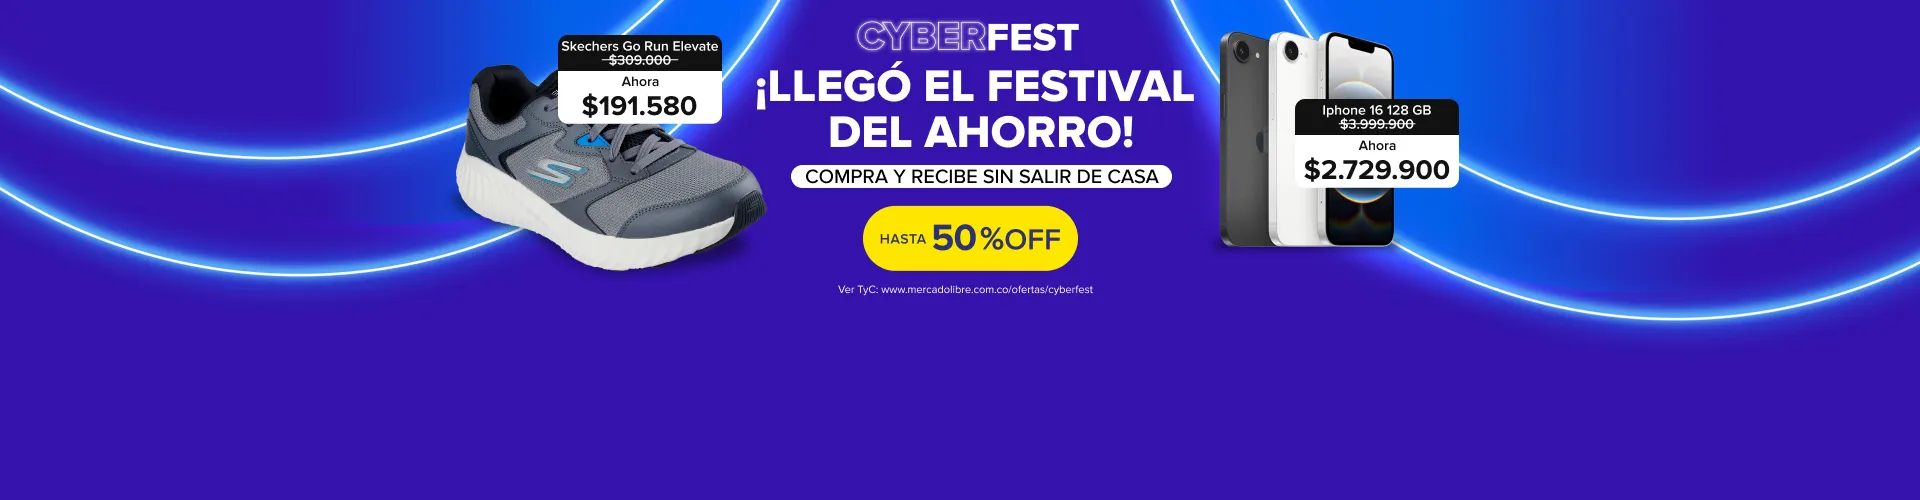 Skechers Go Run Elevate
$309.000
Ahora
$191.580
CYBERFEST
¡LLEGÓ EL FESTIVAL
DEL AHORRO!
COMPRA Y RECIBE SIN SALIR DE CASA
HASTA 50%OFF
Ver TyC: www.mercadolibre.com.co/ofertas/cyberfest
Iphone 16 128 GB
$3.999.900
Ahora
$2.729.900